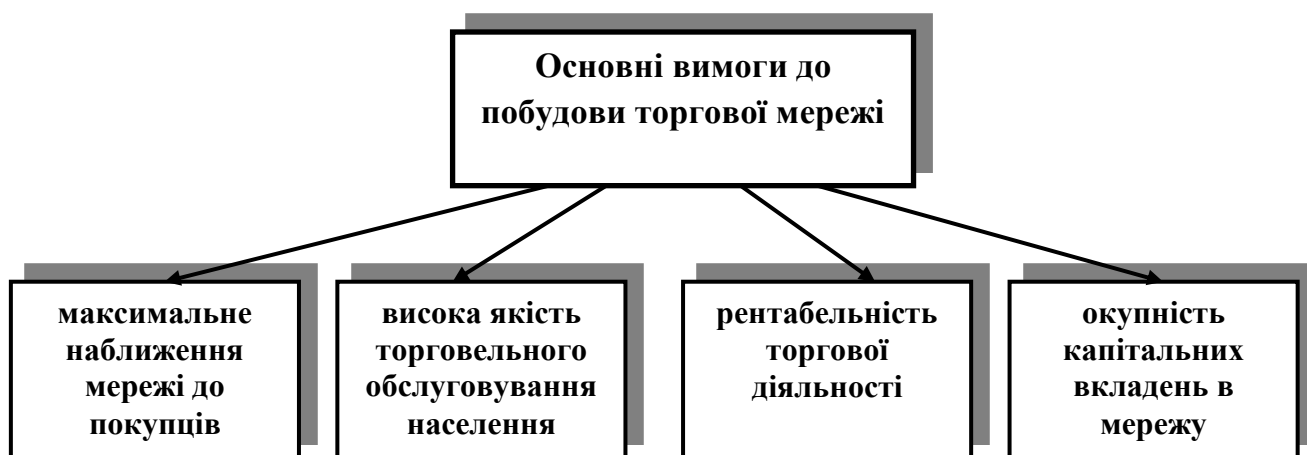 Основні вимоги до
побудови торгової мережі
максимальне
наближення
мережі до
покупців
висока якість
торговельного
обслуговування
населення
рентабельність
торгової
діяльності
окупність
капітальних
вкладень в
мережу